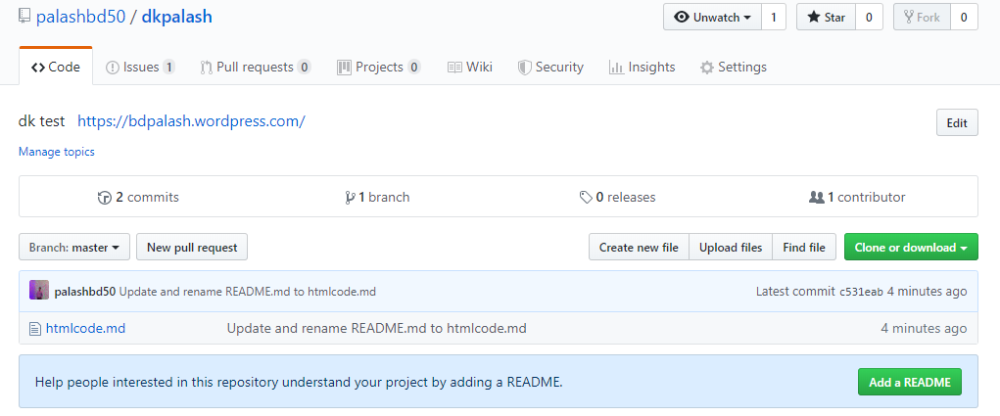 palashbd50 / dkpalash Unwatch 1 Star 0 Fork 0
Code Issues 1 Pull requests 0 Projects 0 Wiki Security Insights Settings
dk test https://bdpalash.wordpress.com/ Edit
Manage topics
2 commits 1 branch 0 releases 1 contributor
Branch: master New pull request Create new file Upload files Find file Clone or download
palashbd50 Update and rename README.md to htmlcode.md Latest commit c531eab 4 minutes ago
htmlcode.md Update and rename README.md to htmlcode.md 4 minutes ago
Help people interested in this repository understand your project by adding a README. Add a README